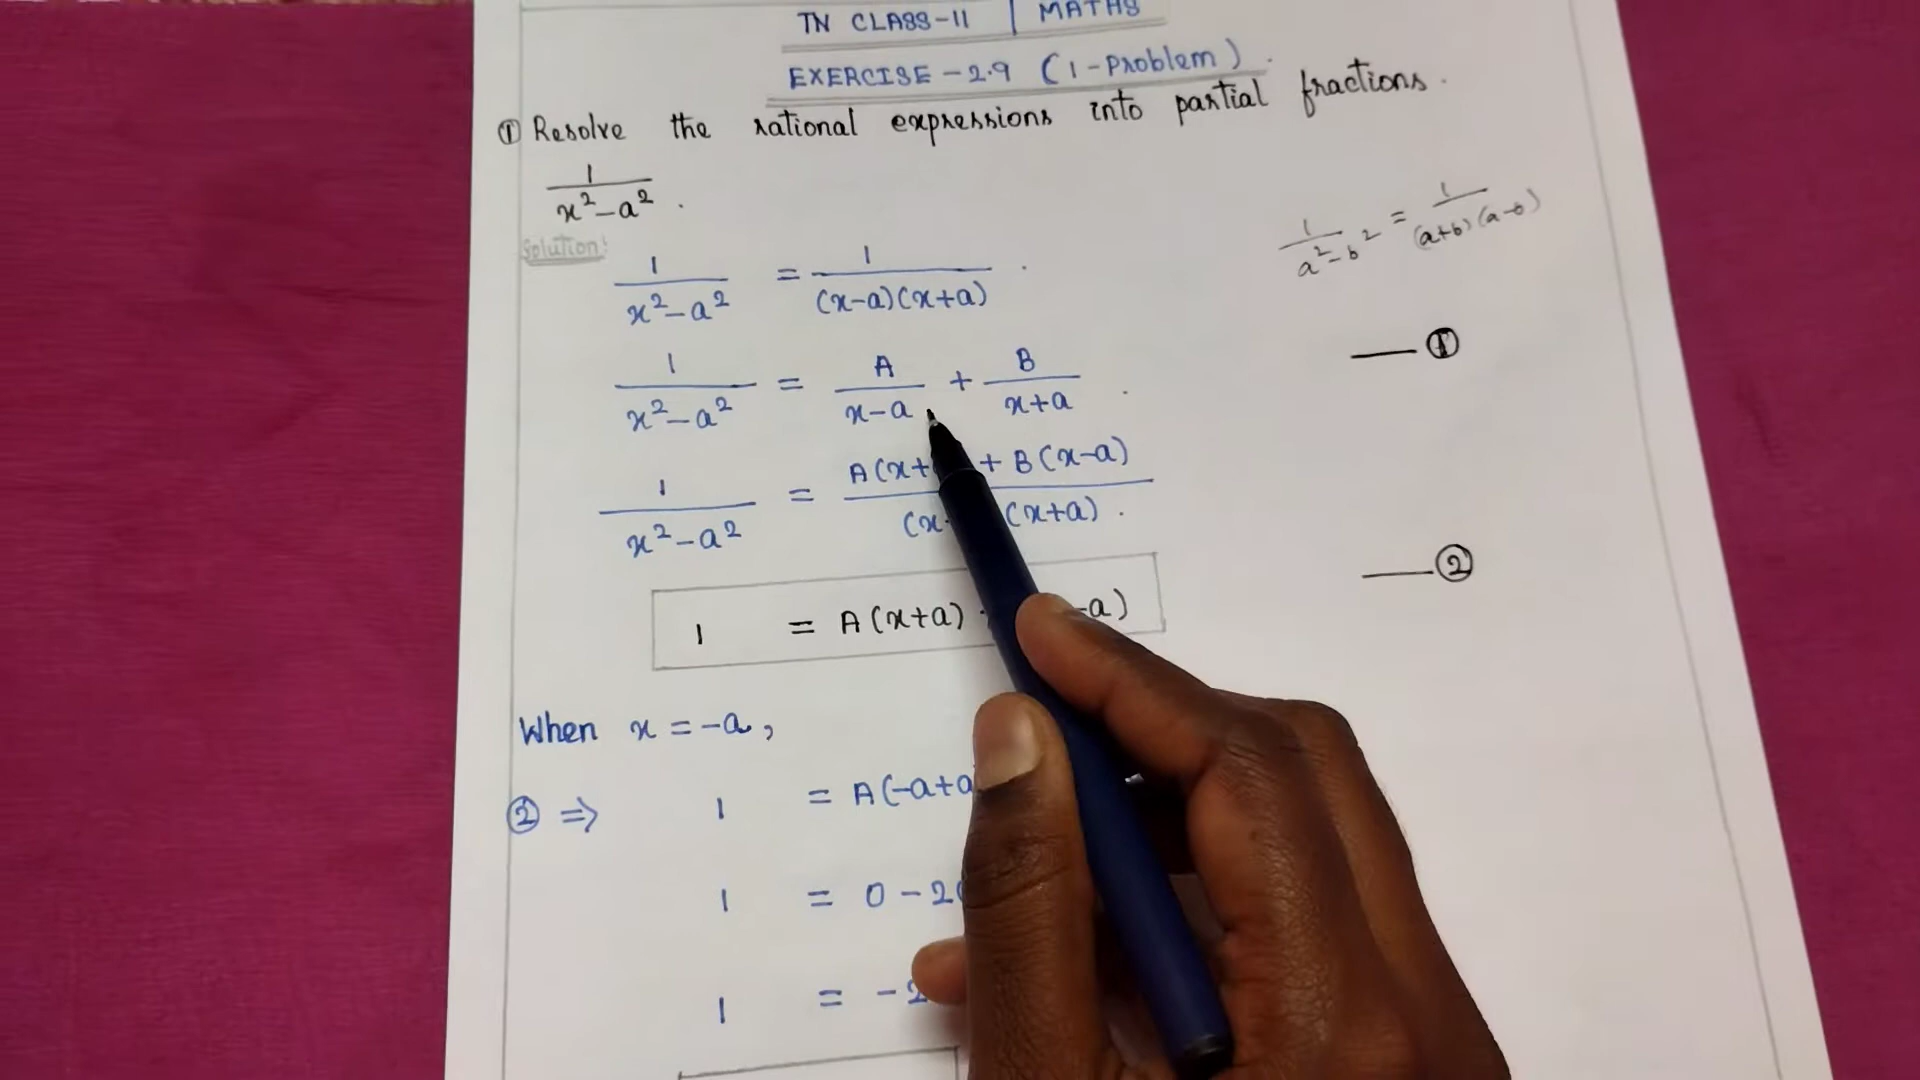 TN CLASS-11 | MATHS
EXERCISE-2.9 (1-Problem)
① Resolve the rational expressions into partial fractions.
1/(x²-a²).
Solution:
1/(x²-a²) = 1/((x-a)(x+a)).
1/(a²-b²) = 1/((a+b)(a-b))
1/(x²-a²) = A/(x-a) + B/(x+a). —①
1/(x²-a²) = A(x+ + B(x-a) / (x- (x+a).
1 = A(x+a) -a) —②
When x = -a,
② ⇒ 1 = A(-a+a
1 = 0 - 2
1 = -2